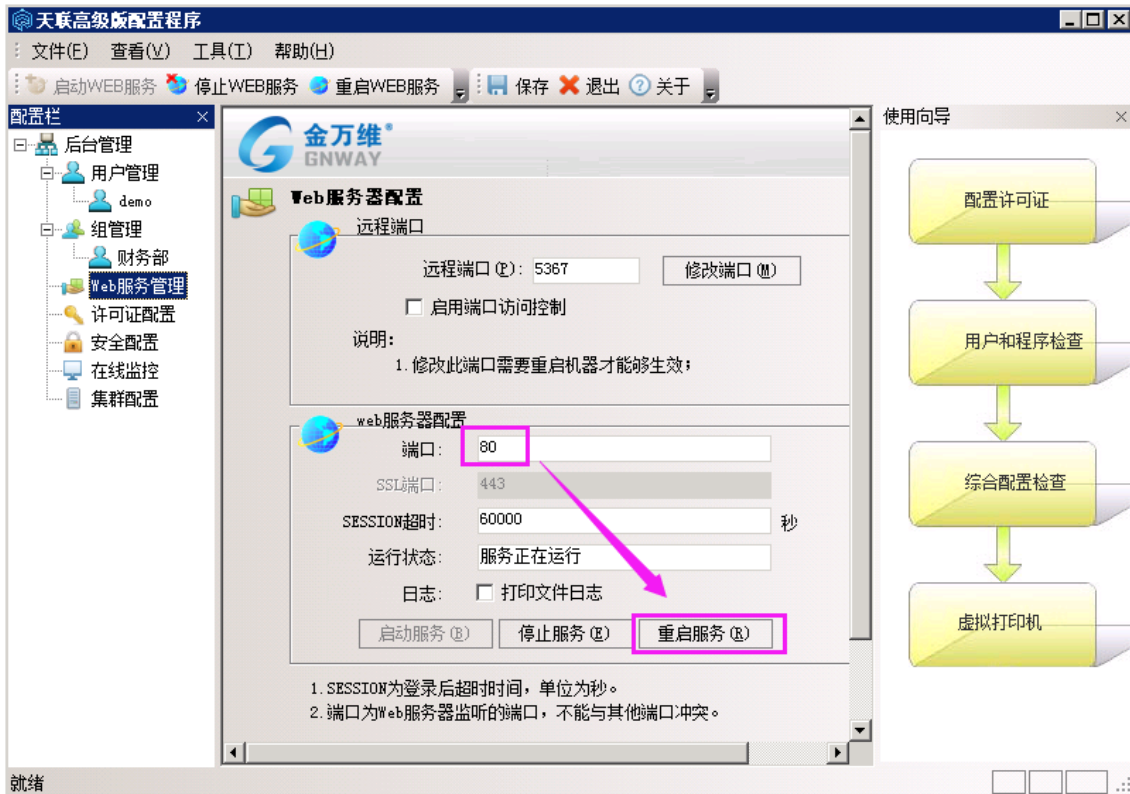 天联高级版配置程序
文件(F) 查看(V) 工具(T) 帮助(H)
启动WEB服务 停止WEB服务 重启WEB服务 保存 退出 关于
配置栏
后台管理
用户管理
demo
组管理
财务部
Web服务管理
许可证配置
安全配置
在线监控
集群配置
金万维®
GNWAY
Web服务器配置
远程端口
远程端口(P): 5367 修改端口(M)
启用端口访问控制
说明:
1.修改此端口需要重启机器才能够生效;
web服务器配置
端口: 80
SSL端口: 443
SESSION超时: 60000 秒
运行状态: 服务正在运行
日志: 打印文件日志
启动服务(B) 停止服务(E) 重启服务(R)
1.SESSION为登录后超时时间，单位为秒。
2.端口为Web服务器监听的端口，不能与其他端口冲突。
使用向导
配置许可证
用户和程序检查
综合配置检查
虚拟打印机
就绪